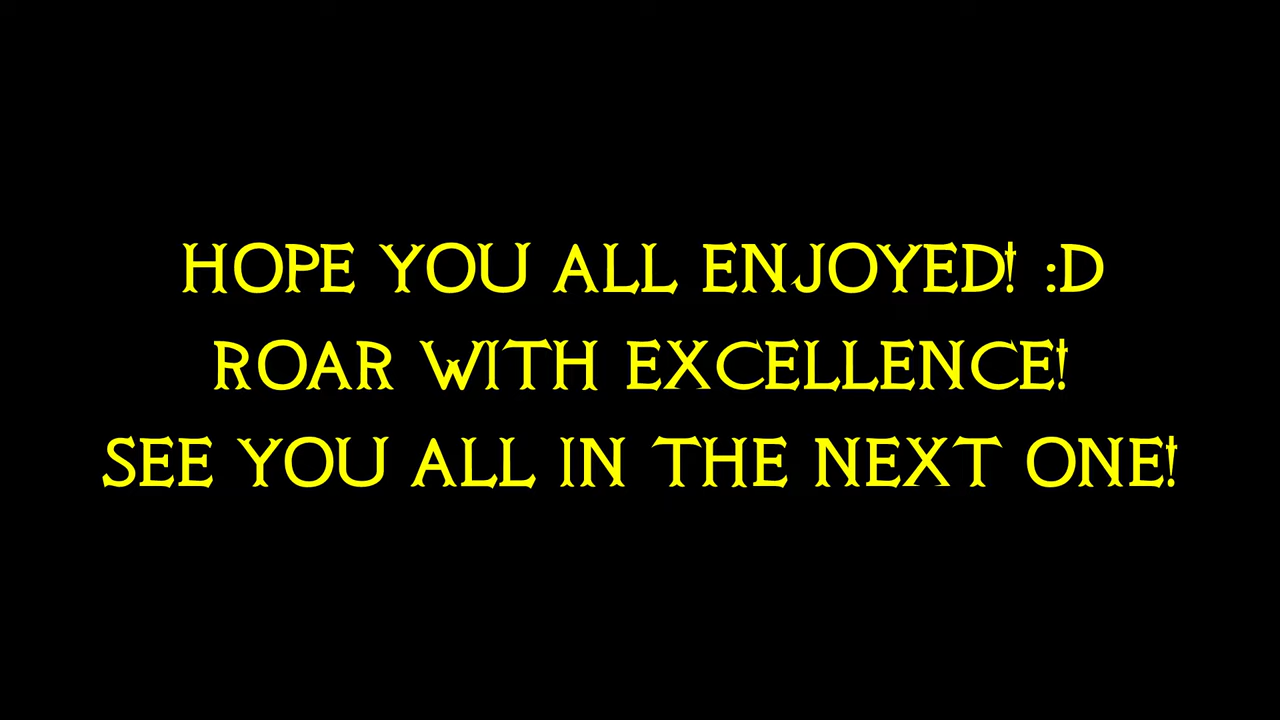 HOPE YOU ALL ENJOYED! :D
ROAR WITH EXCELLENCE!
SEE YOU ALL IN THE NEXT ONE!